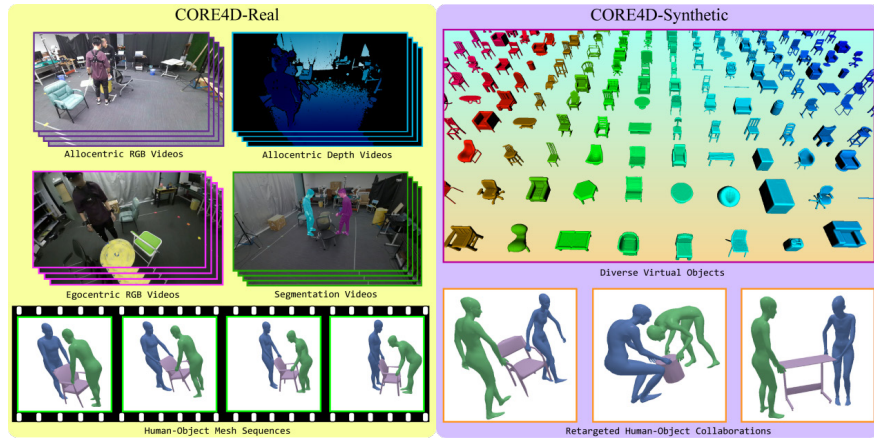 CORE4D-Real
Allocentric RGB Videos
Allocentric Depth Videos
Egocentric RGB Videos
Segmentation Videos
Human-Object Mesh Sequences
CORE4D-Synthetic
Diverse Virtual Objects
Retargeted Human-Object Collaborations